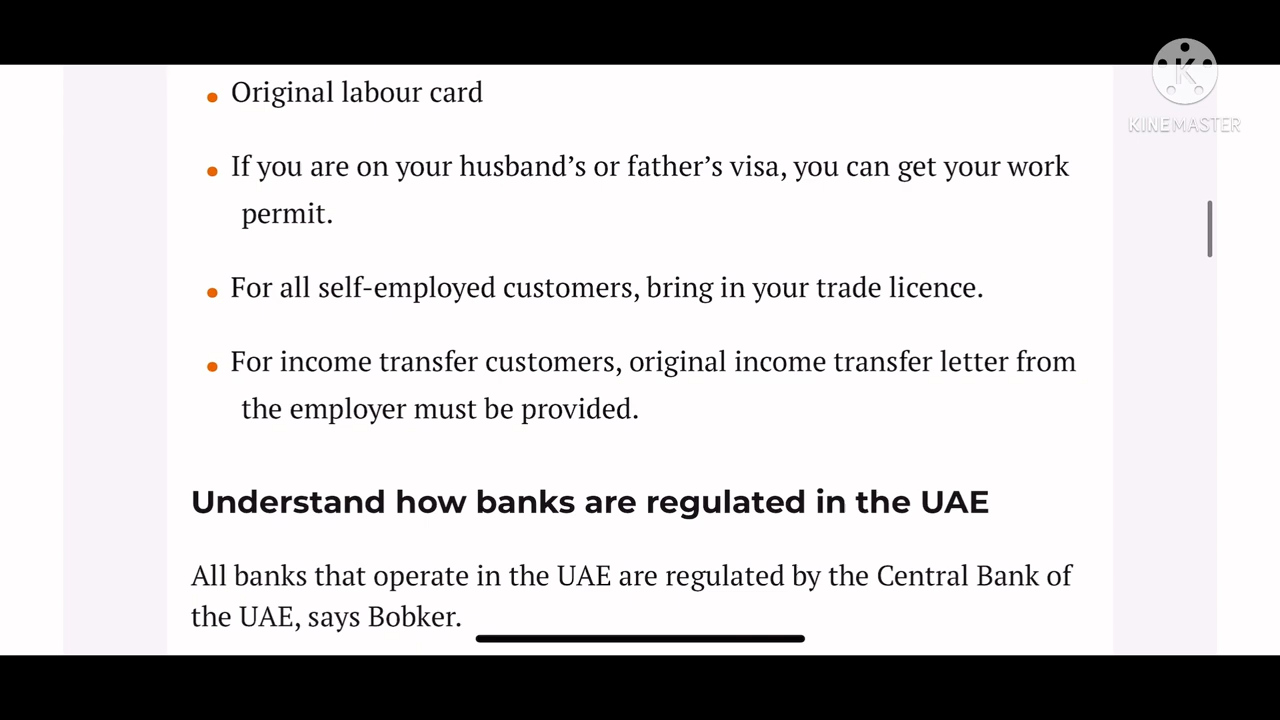 Original labour card
KINEMASTER
If you are on your husband's or father's visa, you can get your work
permit.
For all self-employed customers, bring in your trade licence.
For income transfer customers, original income transfer letter from
the employer must be provided.
Understand how banks are regulated in the UAE
All banks that operate in the UAE are regulated by the Central Bank of
the UAE, says Bobker.